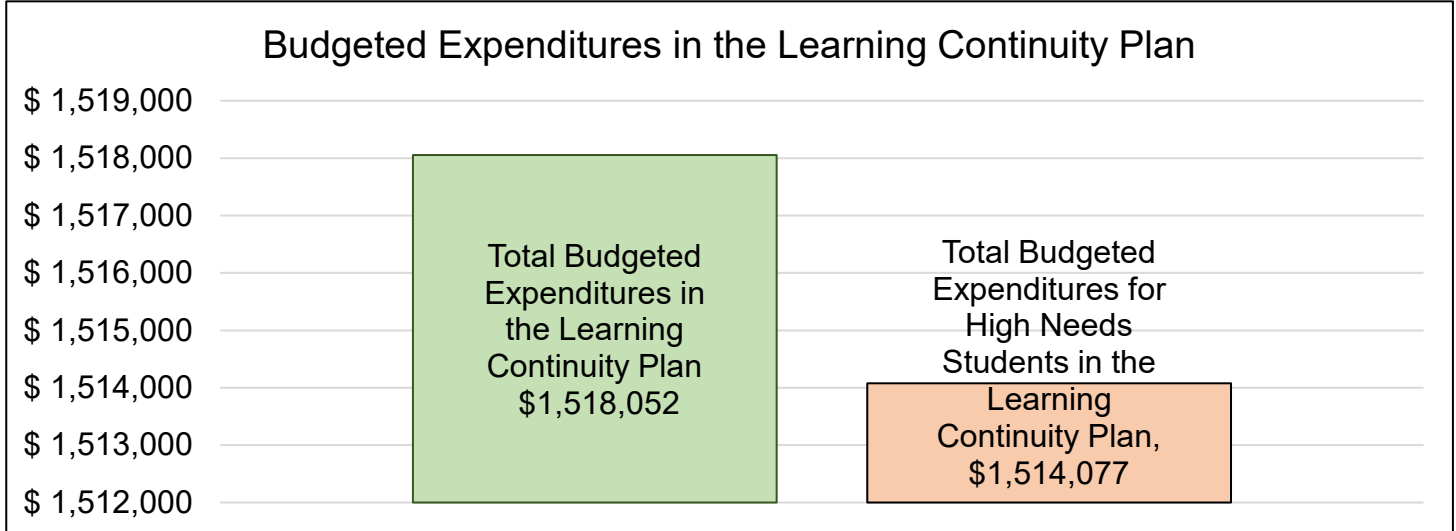 Budgeted Expenditures in the Learning Continuity Plan
$ 1,519,000
$ 1,518,000
$ 1,517,000
$ 1,516,000
$ 1,515,000
$ 1,514,000
$ 1,513,000
$ 1,512,000
Total Budgeted
Expenditures in
the Learning
Continuity Plan
$1,518,052
Total Budgeted
Expenditures for
High Needs
Students in the
Learning
Continuity Plan,
$1,514,077